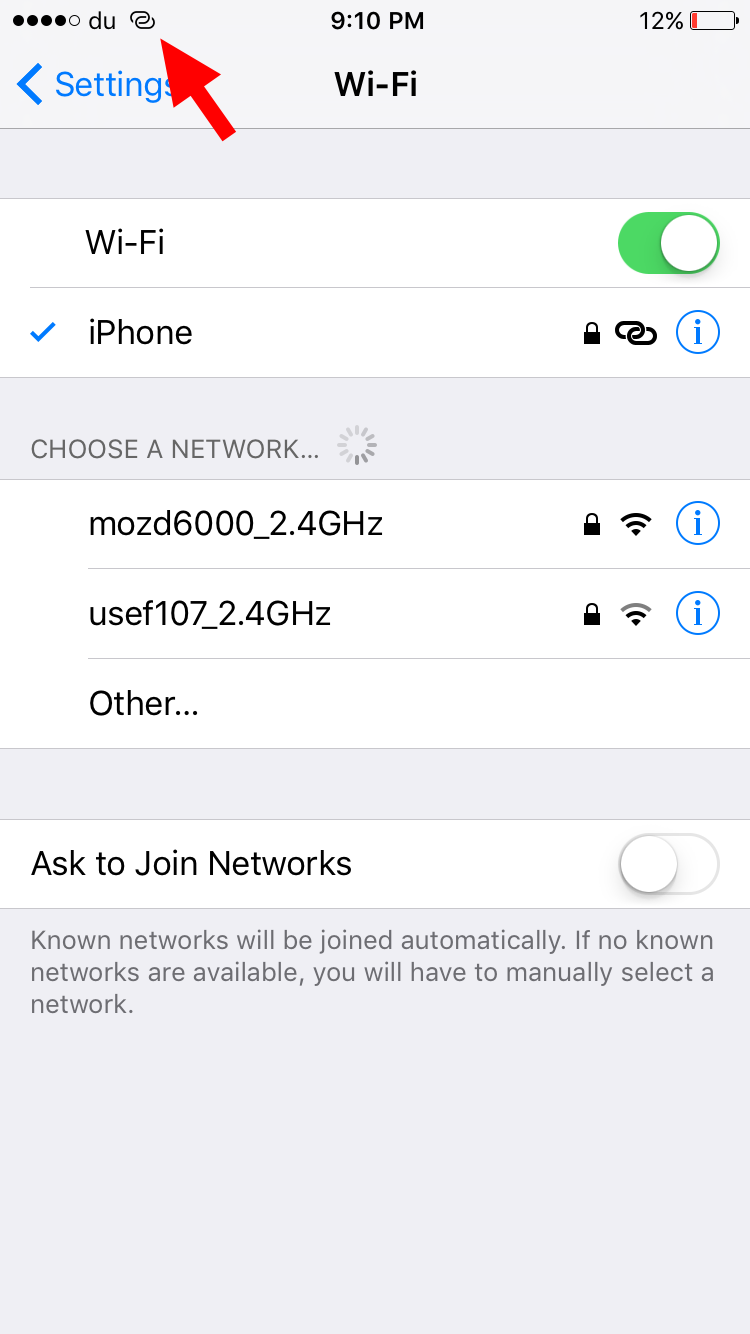 du 9:10 PM 12%
Settings Wi-Fi
Wi-Fi
iPhone
CHOOSE A NETWORK...
mozd6000_2.4GHz
usef107_2.4GHz
Other...
Ask to Join Networks
Known networks will be joined automatically. If no known
networks are available, you will have to manually select a
network.